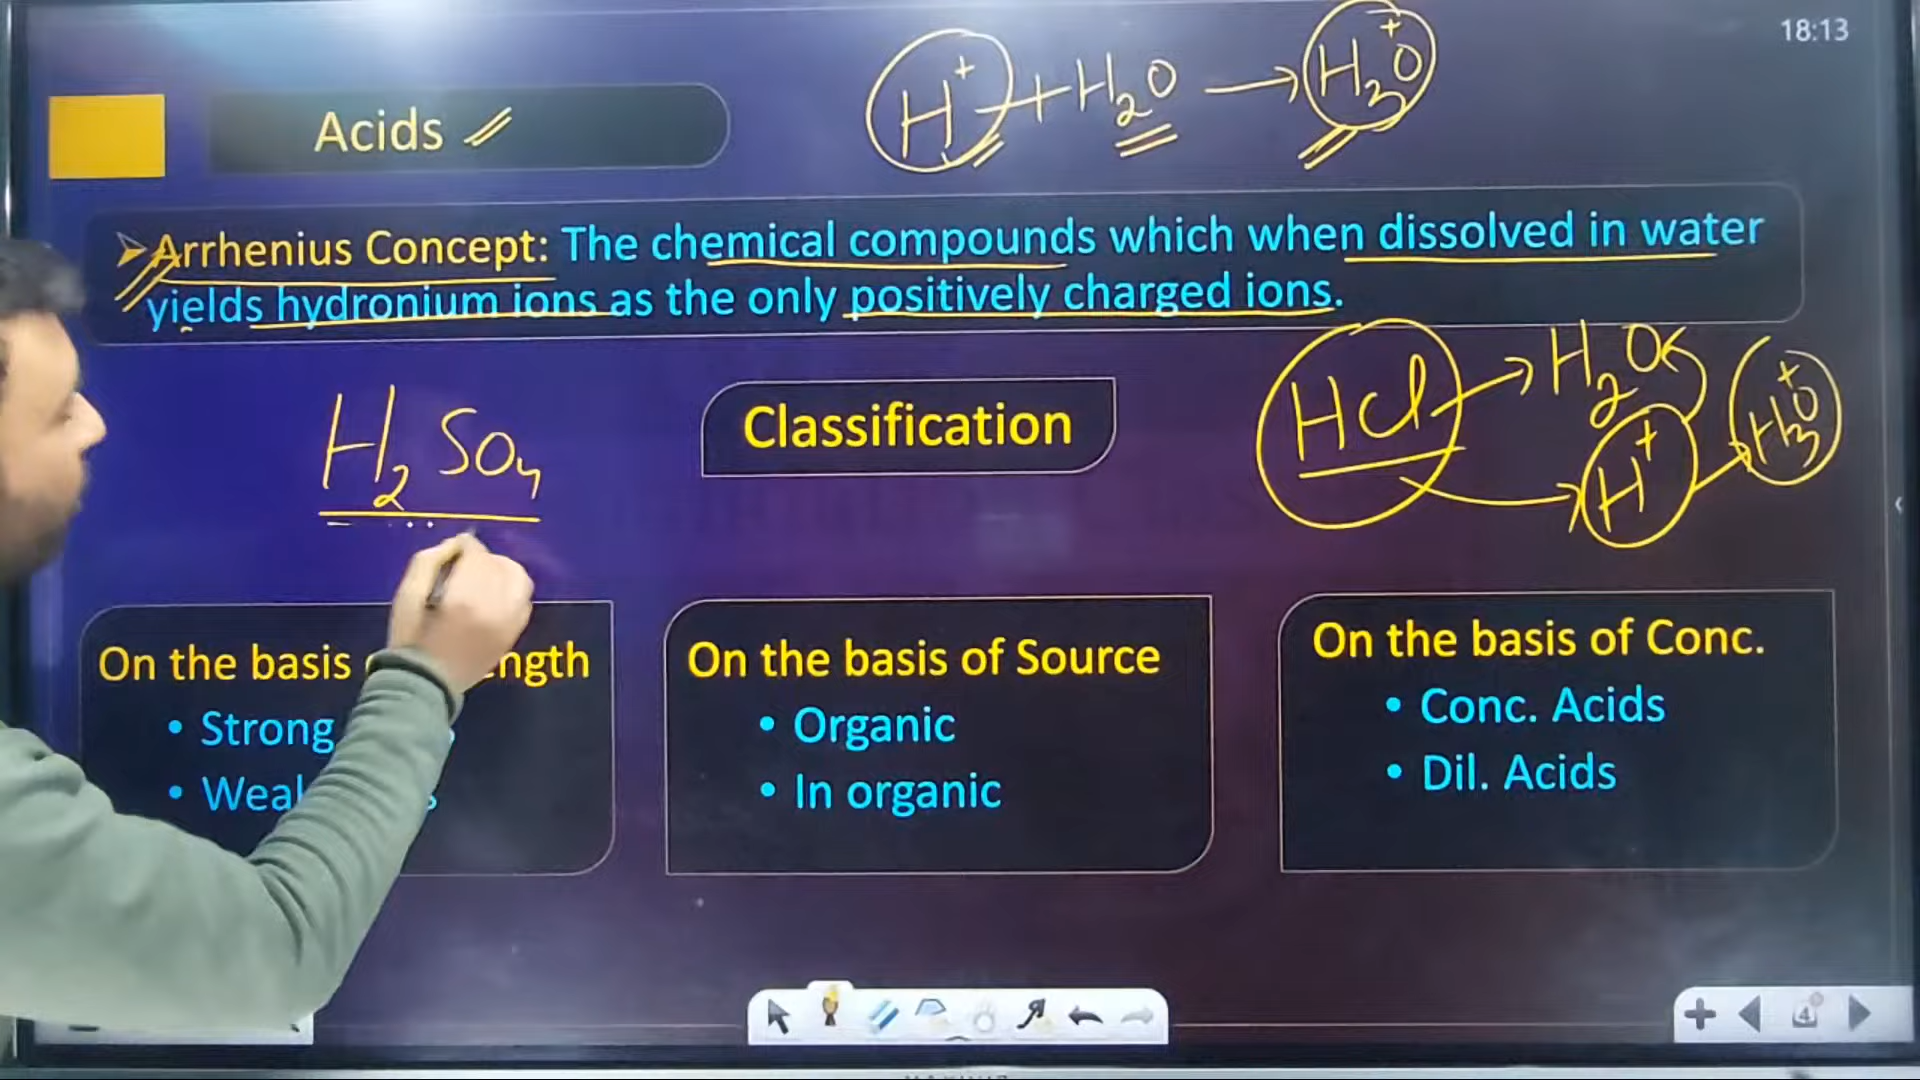 18:13
H⁺ + H₂O → H₃O⁺
Acids
➢ Arrhenius Concept: The chemical compounds which when dissolved in water
yields hydronium ions as the only positively charged ions.
H₂SO₄
Classification
HCl → H₂O
H⁺ → H₃O⁺
On the basis
• Strong
• Weak
On the basis of Source
• Organic
• In organic
On the basis of Conc.
• Conc. Acids
• Dil. Acids
4